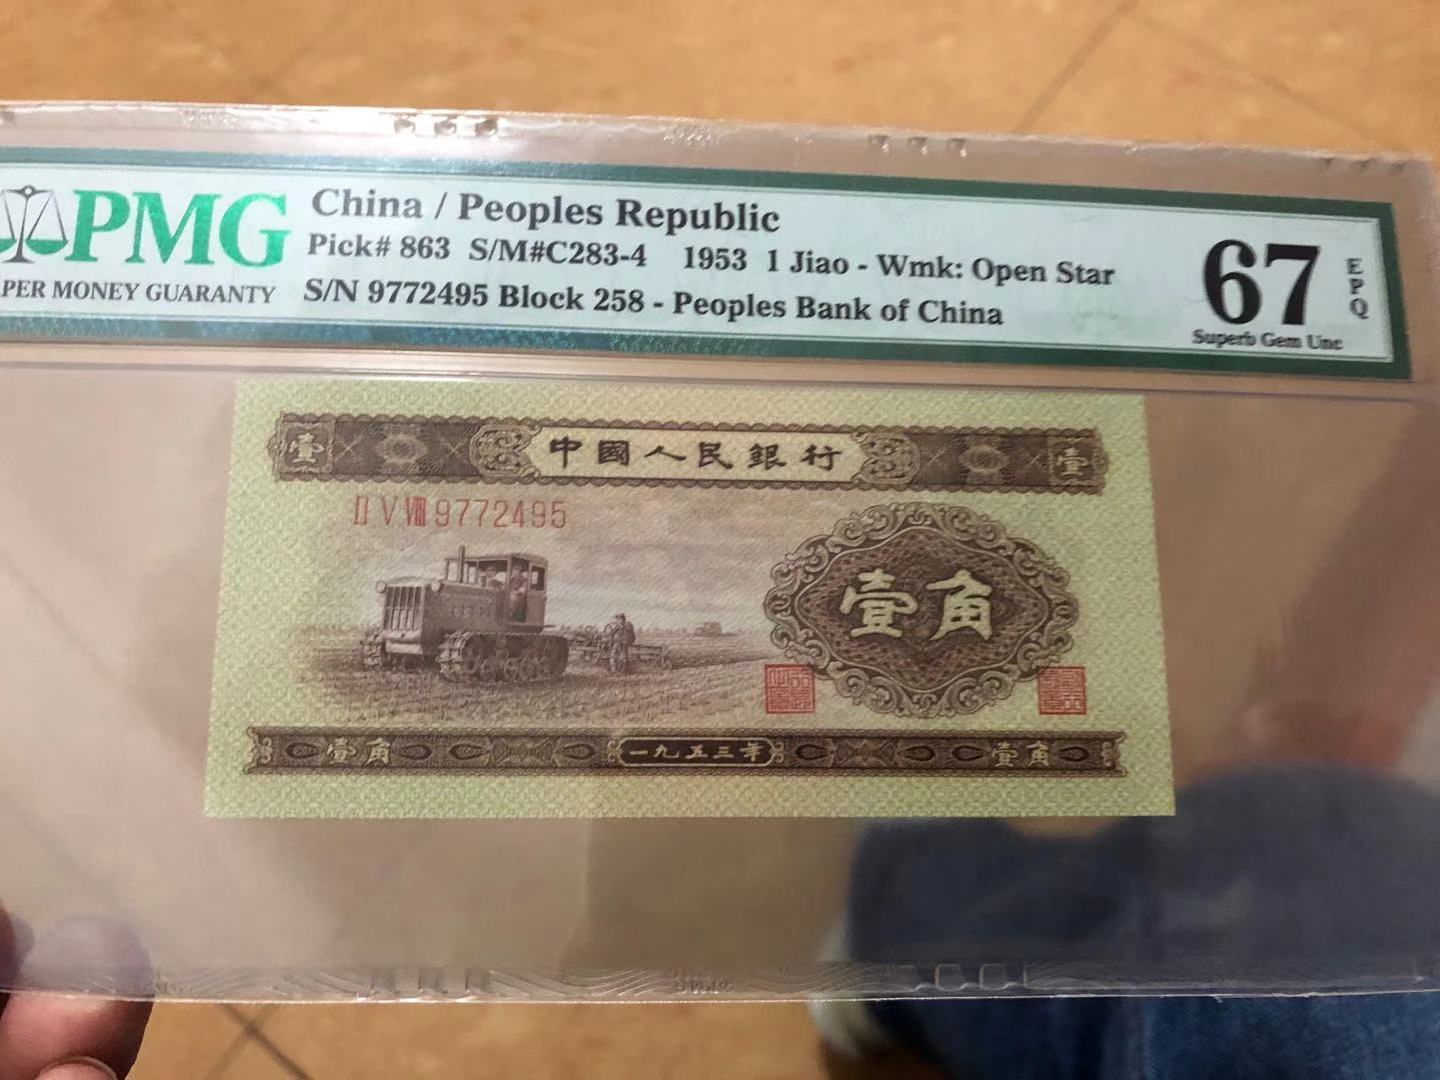 PMG
PER MONEY GUARANTY
China / Peoples Republic
Pick# 863 S/M#C283-4 1953 1 Jiao - Wmk: Open Star
S/N 9772495 Block 258 - Peoples Bank of China
67
EPQ
Superb Gem Unc
壹 中國人民銀行 壹
II V VIII 9772495
壹角
壹角 一九五三年 壹角